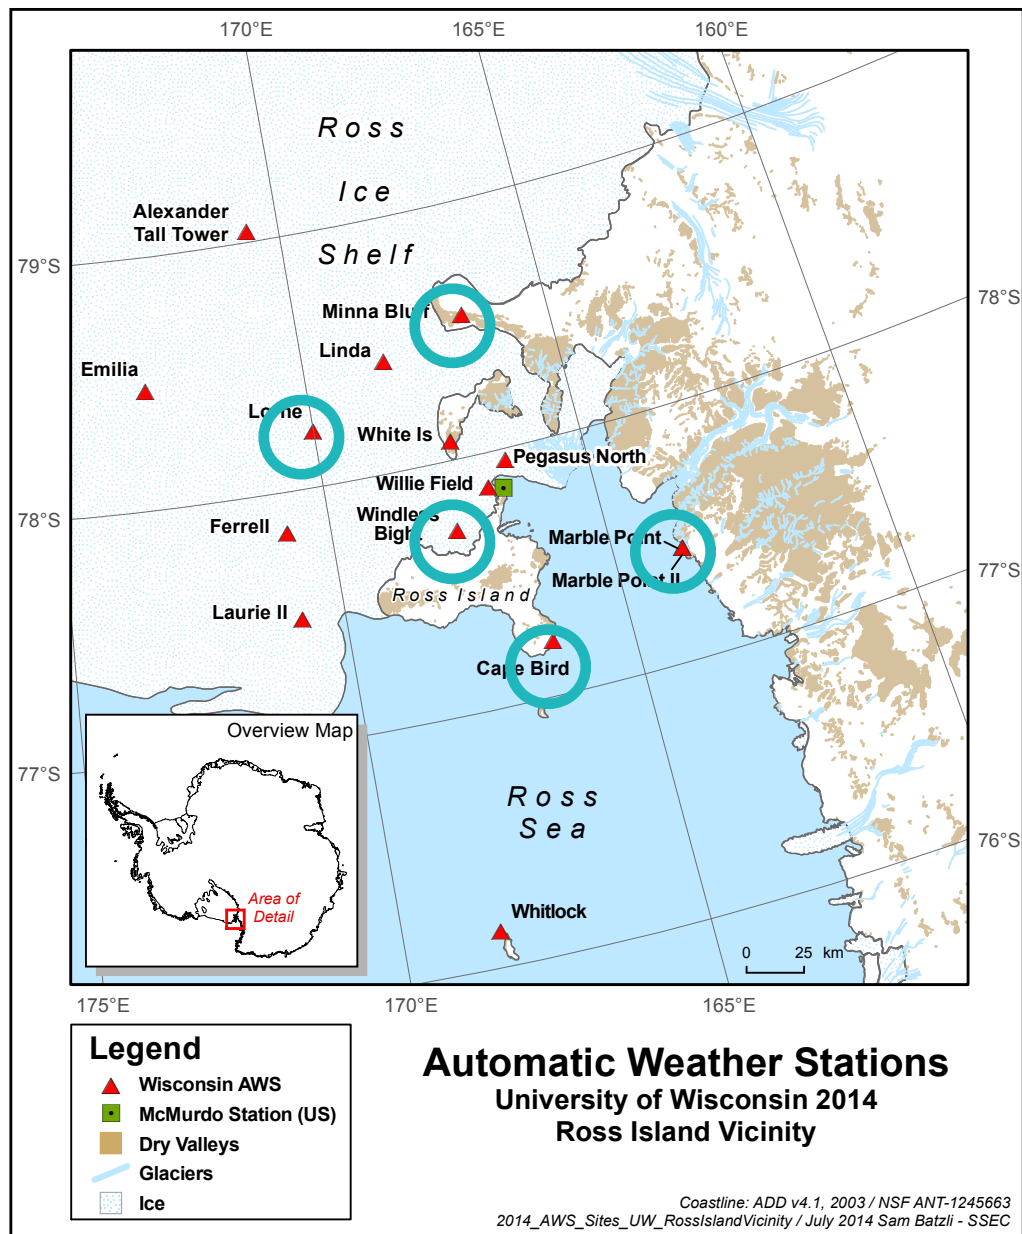 170°E
165°E
160°E
Ross
Ice
Shelf
Alexander
Tall Tower
79°S
78°S
Minna Bluff
Linda
Emilia
Lorne
White Is
Pegasus North
Willie Field
Windless
Bight
78°S
Ferrell
Marble Point
Marble Point II
77°S
Ross Island
Laurie II
Cape Bird
Overview Map
77°S
Ross
Sea
76°S
Area of
Detail
Whitlock
0 25 km
175°E
170°E
165°E
Legend
Wisconsin AWS
McMurdo Station (US)
Dry Valleys
Glaciers
Ice
Automatic Weather Stations
University of Wisconsin 2014
Ross Island Vicinity
Coastline: ADD v4.1, 2003 / NSF ANT-1245663
2014_AWS_Sites_UW_RossIslandVicinity / July 2014 Sam Batzli - SSEC